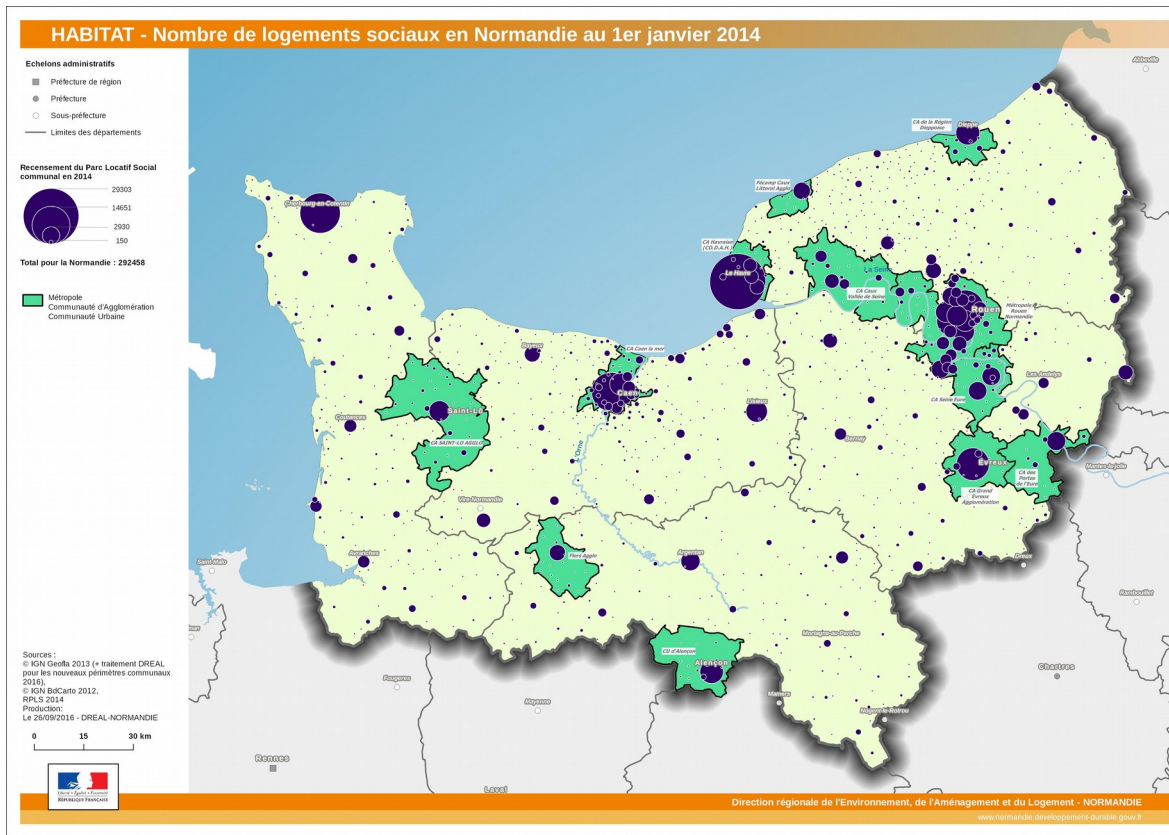 HABITAT - Nombre de logements sociaux en Normandie au 1er janvier 2014
Echelons administratifs
Préfecture de région
Préfecture
Sous-préfecture
Limites des départements
Recensement du Parc Locatif Social
communal en 2014
29303
14651
2930
150
Total pour la Normandie : 292458
Métropole
Communauté d'Agglomération
Communauté Urbaine
Abbeville
CA de la Région
Dieppoise
Dieppe
Fécamp Caux
Littoral Agglo
Cherbourg-en-Cotentin
CA Havraise
(CO.D.A.H.)
Le Havre
La Seine
CA Caux
Vallée de Seine
Métropole
Rouen
Normandie
Rouen
Bayeux
CA Caen la mer
Caen
Les Andelys
CA Seine Eure
Lisieux
Saint-Lô
Coutances
CA SAINT-LO AGGLO
Bernay
L'Orne
Evreux
CA des
Portes
de l'Eure
Mantes-la-Jolie
CA Grand
Evreux
Agglomération
Vire-Normandie
Avranches
Flers Agglo
Argentan
Dreux
Saint-Malo
Rambouillet
Mortagne-au-Perche
CU d'Alençon
Alençon
Chartres
Fougeres
Mayenne
Mamers
Nogent-le-Rotrou
Rennes
Laval
Sources :
© IGN Geofla 2013 (+ traitement DREAL
pour les nouveaux périmètres communaux
2016),
© IGN BdCarto 2012,
RPLS 2014
Production:
Le 26/09/2016 - DREAL-NORMANDIE
0 15 30 km
Liberté • Égalité • Fraternité
RÉPUBLIQUE FRANÇAISE
Direction régionale de l'Environnement, de l'Aménagement et du Logement - NORMANDIE
www.normandie.developpement-durable.gouv.fr